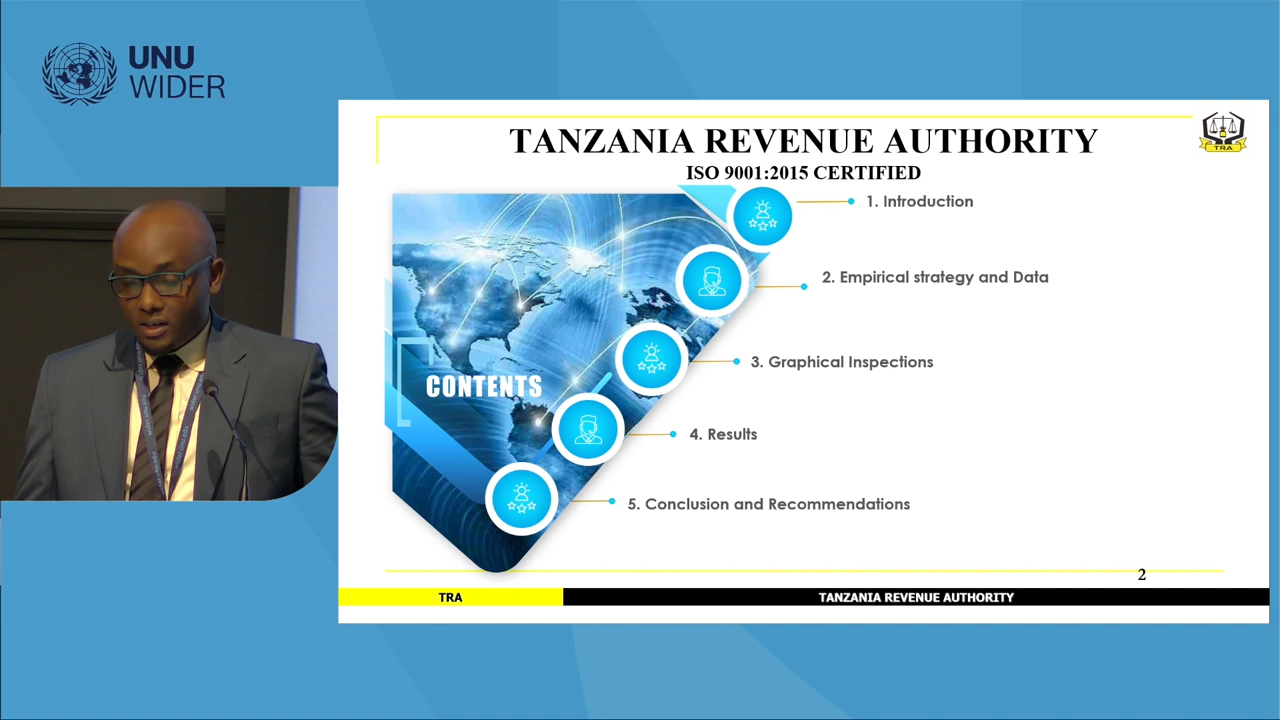 UNU
WIDER
TANZANIA REVENUE AUTHORITY
ISO 9001:2015 CERTIFIED
TRA
1. Introduction
2. Empirical strategy and Data
3. Graphical Inspections
CONTENTS
4. Results
5. Conclusion and Recommendations
2
TRA
TANZANIA REVENUE AUTHORITY